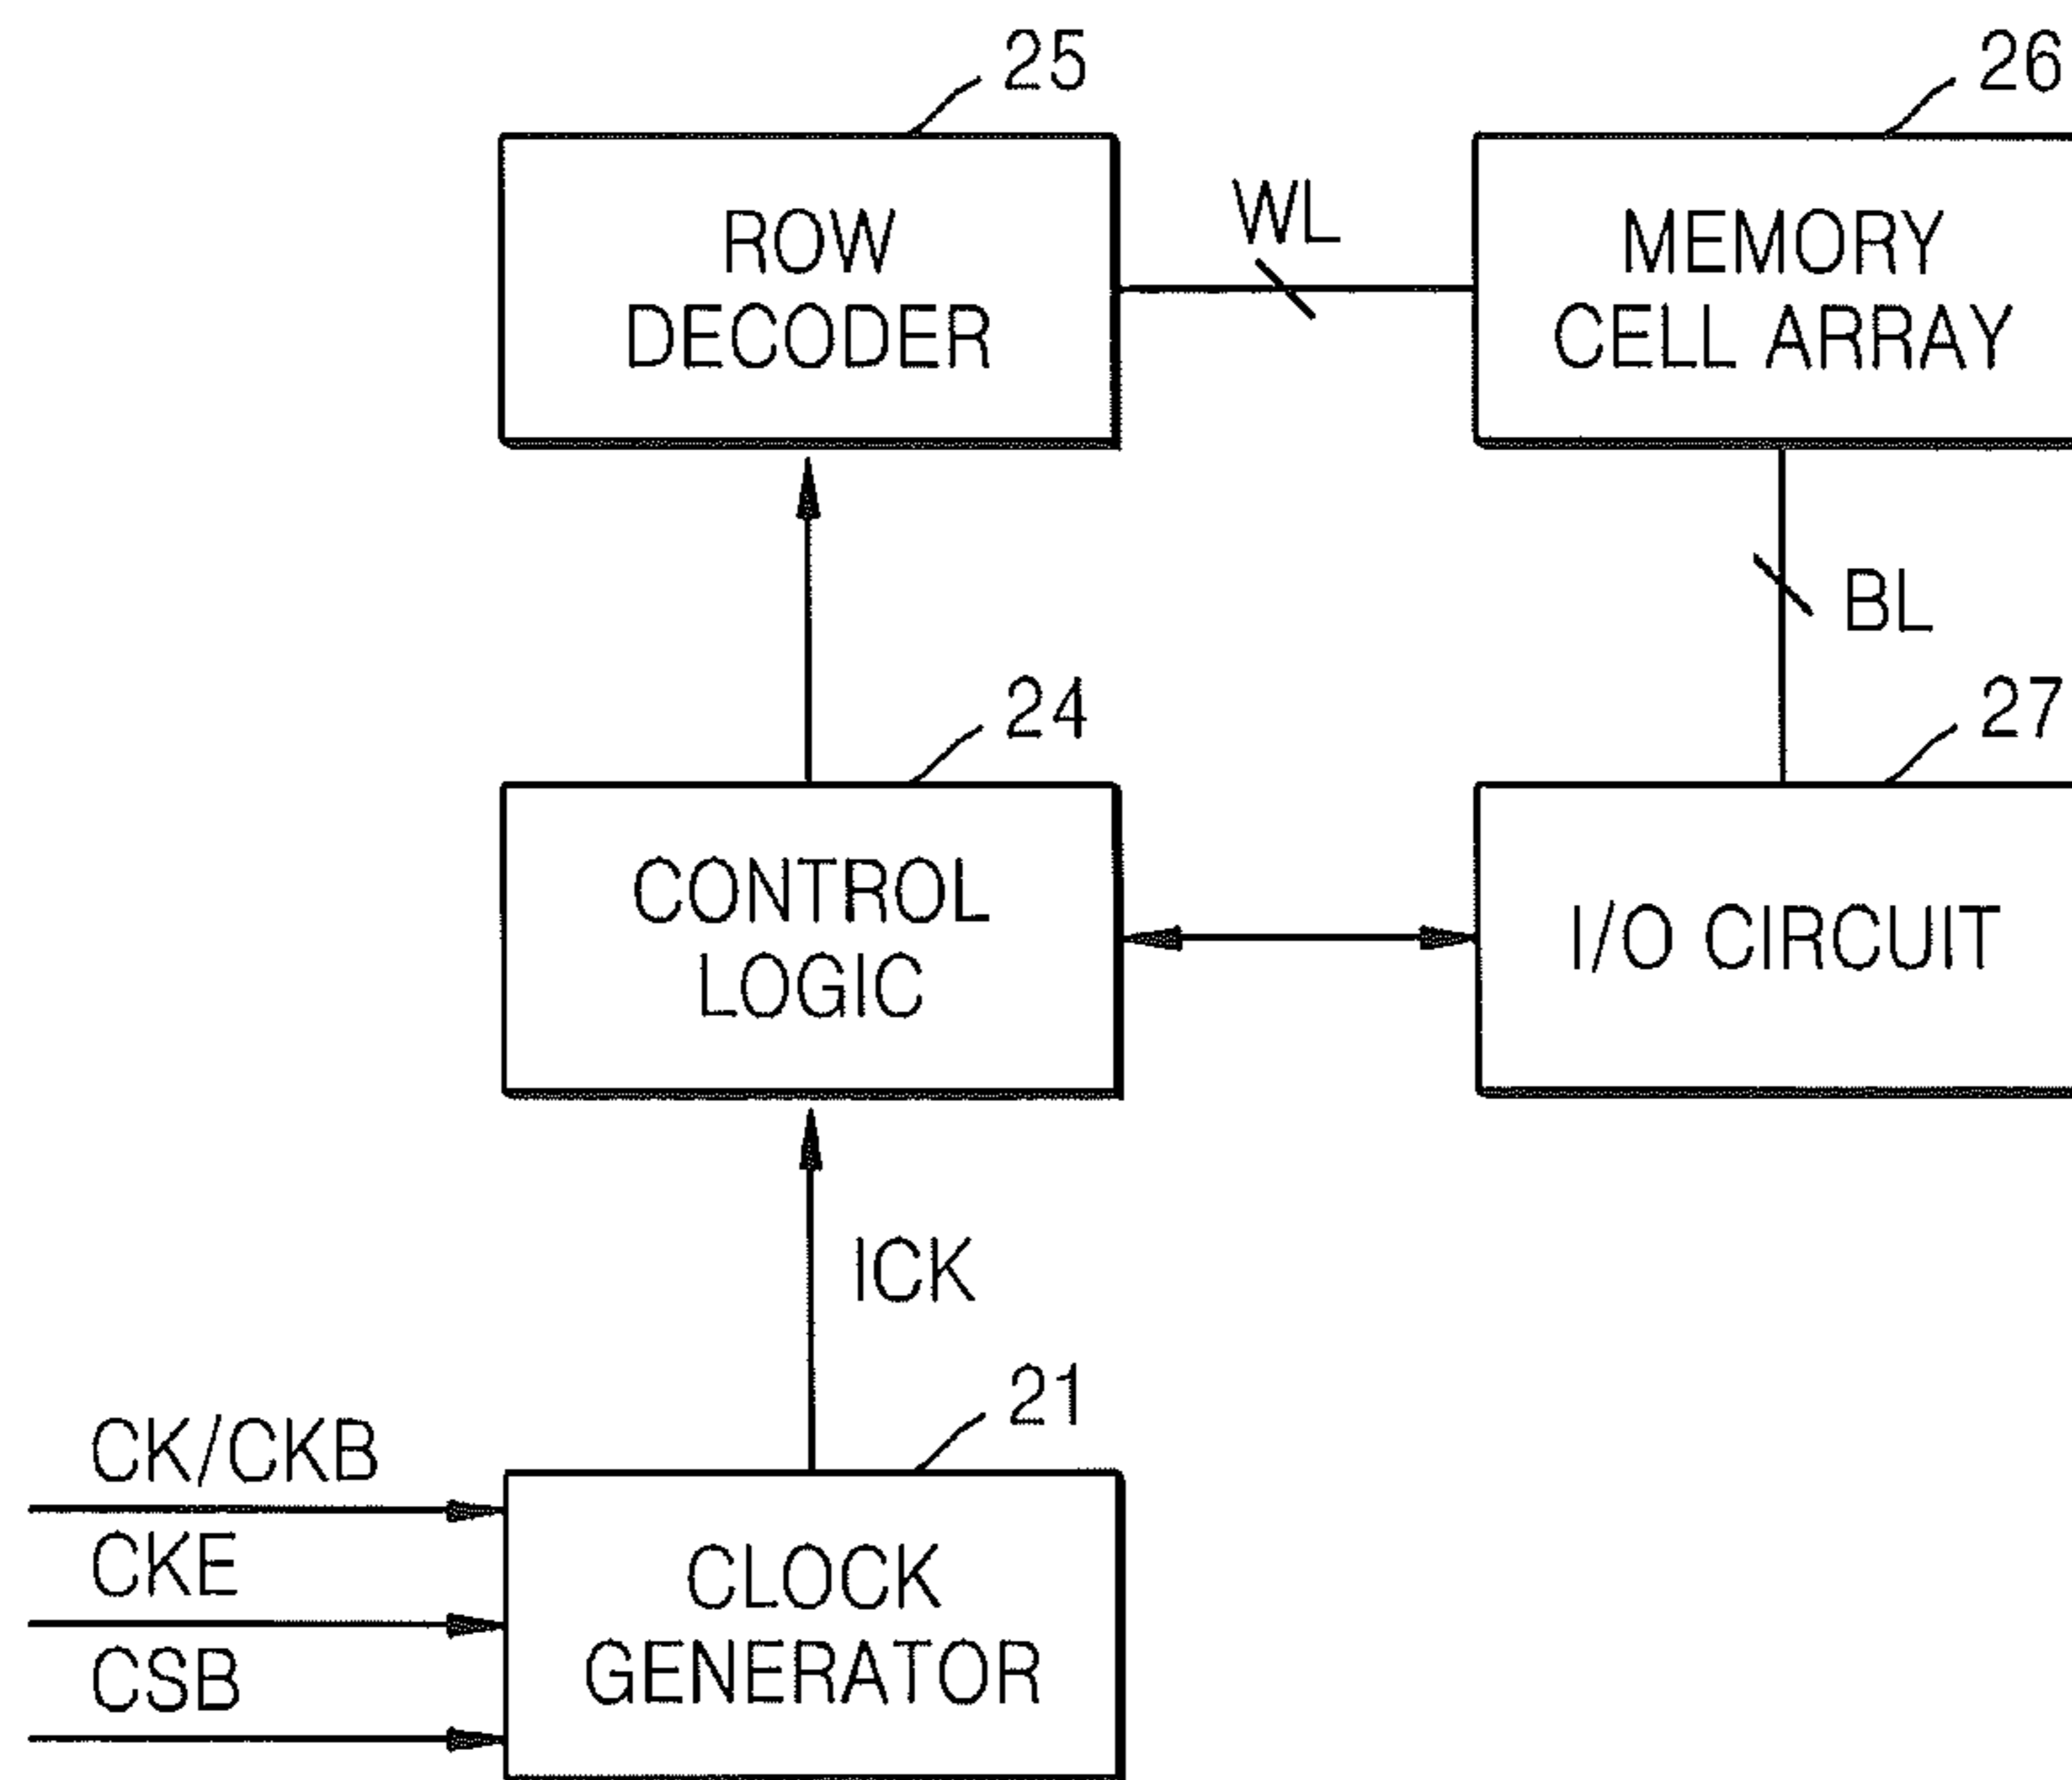 25
26
ROW
DECODER
WL
MEMORY
CELL ARRAY
BL
24
27
CONTROL
LOGIC
I/O CIRCUIT
ICK
21
CK/CKB
CKE
CSB
CLOCK
GENERATOR